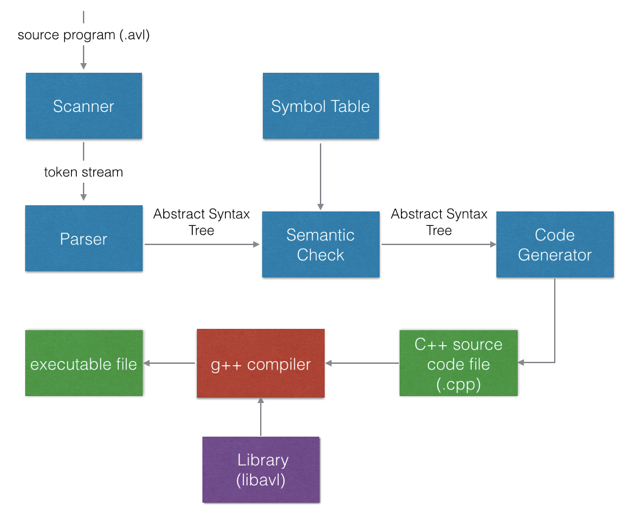 source program (.avl)
Scanner
Symbol Table
token stream
Parser
Abstract Syntax
Tree
Semantic
Check
Abstract Syntax
Tree
Code
Generator
executable file
g++ compiler
C++ source
code file
(.cpp)
Library
(libavl)